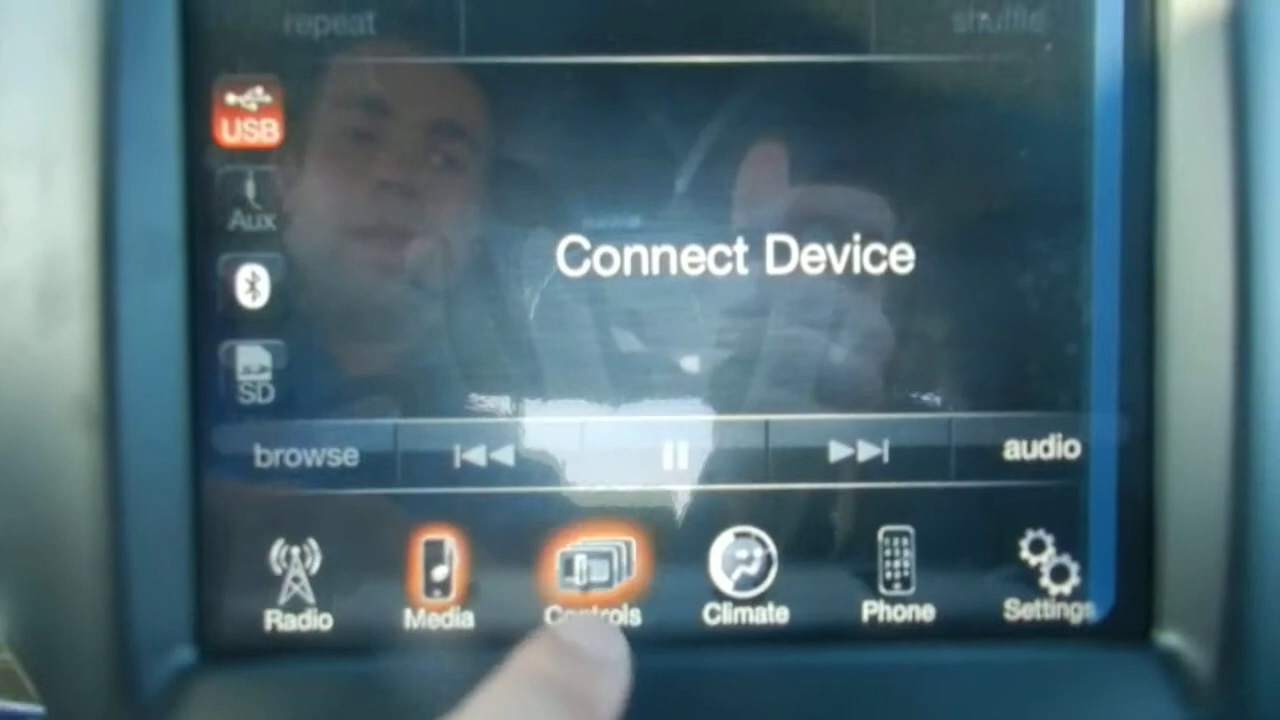 repeat shuffle
USB
Aux
Connect Device
SD
browse audio
Radio Media Controls Climate Phone Settings